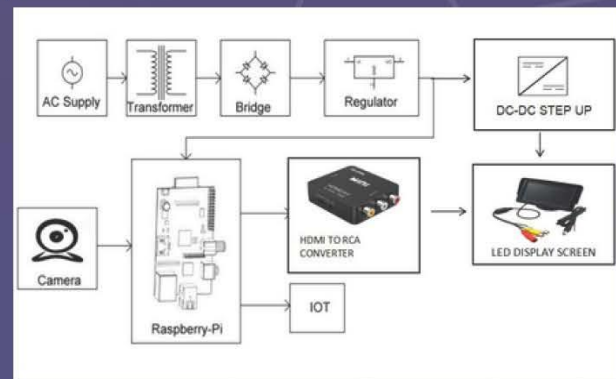 AC Supply
Transformer
Bridge
Regulator
DC-DC STEP UP
HDMI TO RCA
CONVERTER
LED DISPLAY SCREEN
Camera
Raspberry-Pi
IOT